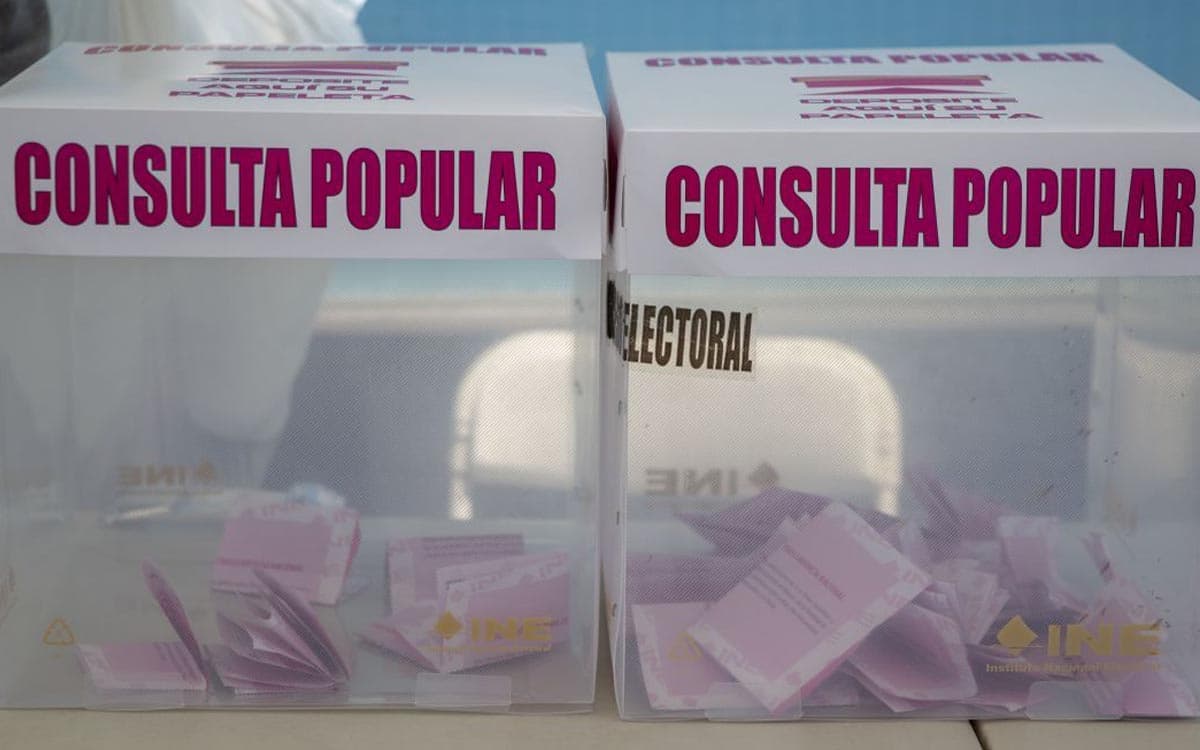 CONSULTA POPULAR
DEPOSITE
AQUÍ SU
PAPELETA
CONSULTA POPULAR
INE
INE
CONSULTA POPULAR
DEPOSITE
AQUÍ SU
PAPELETA
CONSULTA POPULAR
ELECTORAL
INE
INE
Instituto Nacional Electoral